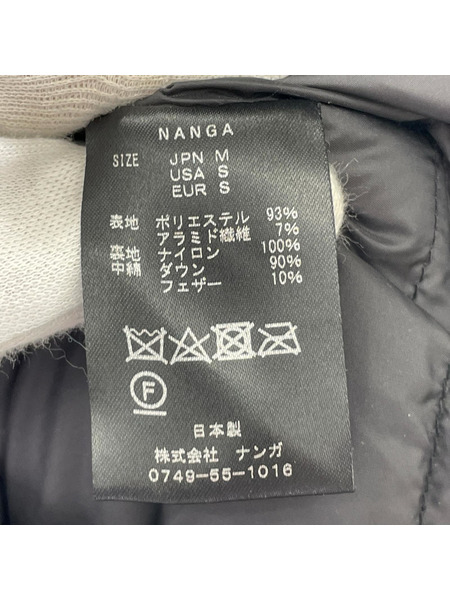 NANGA
SIZE JPN M
USA S
EUR S
表地 ポリエステル 93%
アラミド繊維 7%
裏地 ナイロン 100%
中綿 ダウン 90%
フェザー 10%
F
日本製
株式会社 ナンガ
0749-55-1016